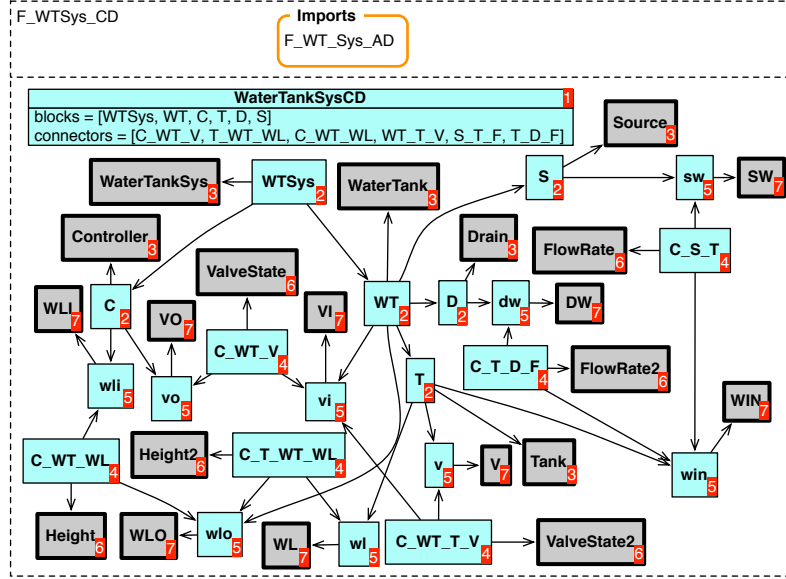 F_WTSys_CD
Imports
F_WT_Sys_AD
WaterTankSysCD 1
blocks = [WTSys, WT, C, T, D, S]
connectors = [C_WT_V, T_WT_WL, C_WT_WL, WT_T_V, S_T_F, T_D_F]
Source 3
WaterTankSys 3
WTSys 2
WaterTank 3
S 2
sw 5
SW 7
Controller 3
Drain 3
FlowRate 6
C_S_T 4
ValveState 6
WLI 7
C 2
VO 7
VI 7
WT 2
D 2
dw 5
DW 7
C_WT_V 4
C_T_D_F 4
FlowRate2 6
wli 5
vo 5
vi 5
T 2
WIN 7
C_WT_WL 4
Height2 6
C_T_WT_WL 4
v 5
V 7
Tank 3
win 5
Height 6
WLO 7
wlo 5
WL 7
wl 5
C_WT_T_V 4
ValveState2 6